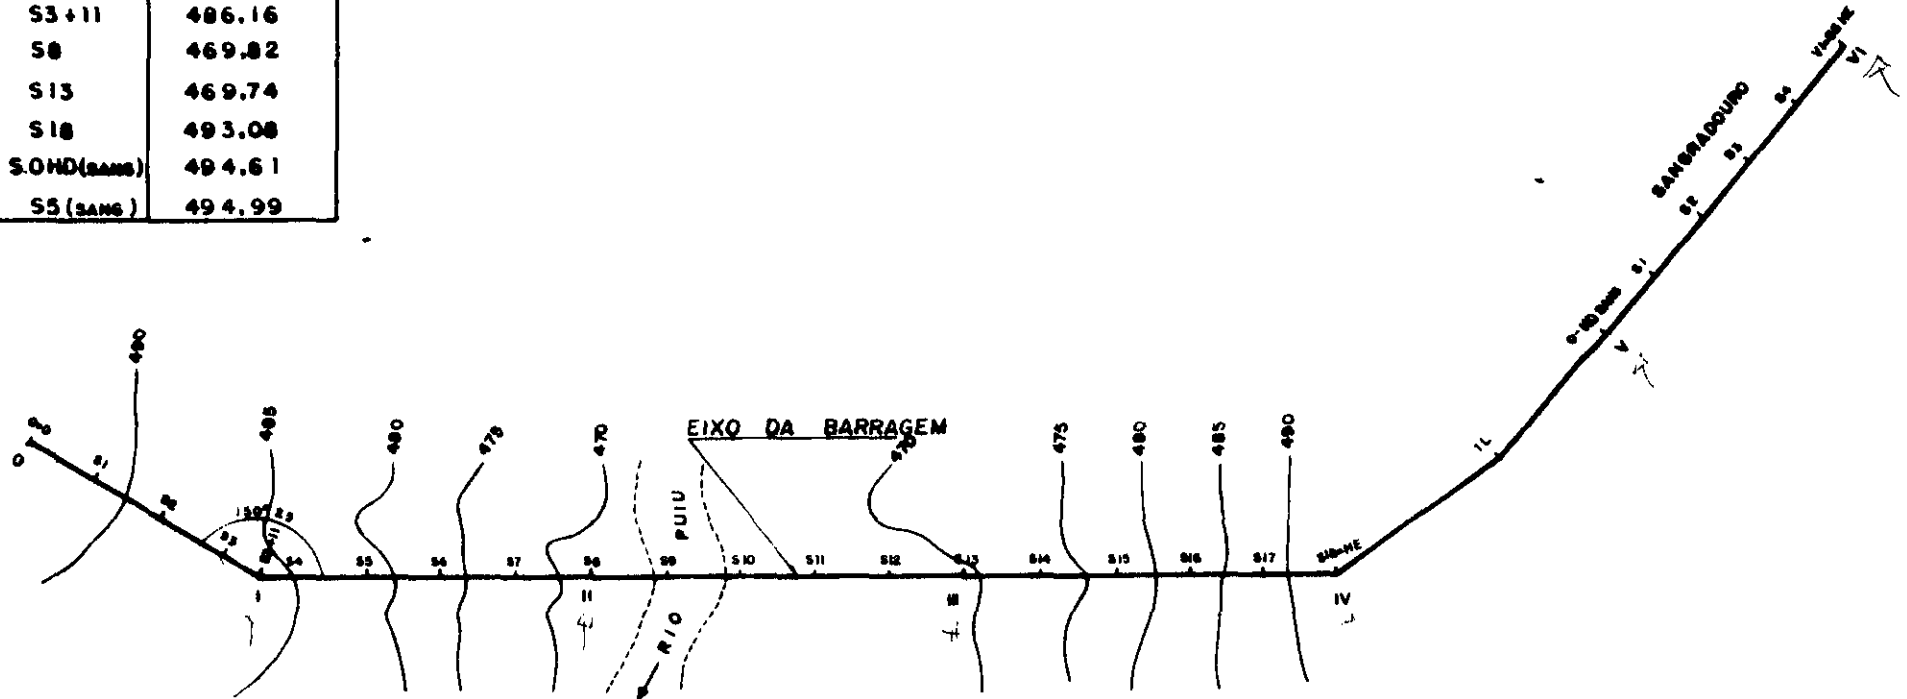 S3+11 486.16
S8 469.82
S13 469.74
S18 493.08
S.OHD(SANG) 494.61
S5(SANG) 494.99
SANGRADOURO
VI
S4
S3
S2
S1
V
IL
490
485
480
475
470
EIXO DA BARRAGEM
470
475
480
485
490
O
S1
S2
S3
S4
S5
S6
S7
S8
S9
S10
S11
S12
S13
S14
S15
S16
S17
I
II
III
IV
RIO PUIU